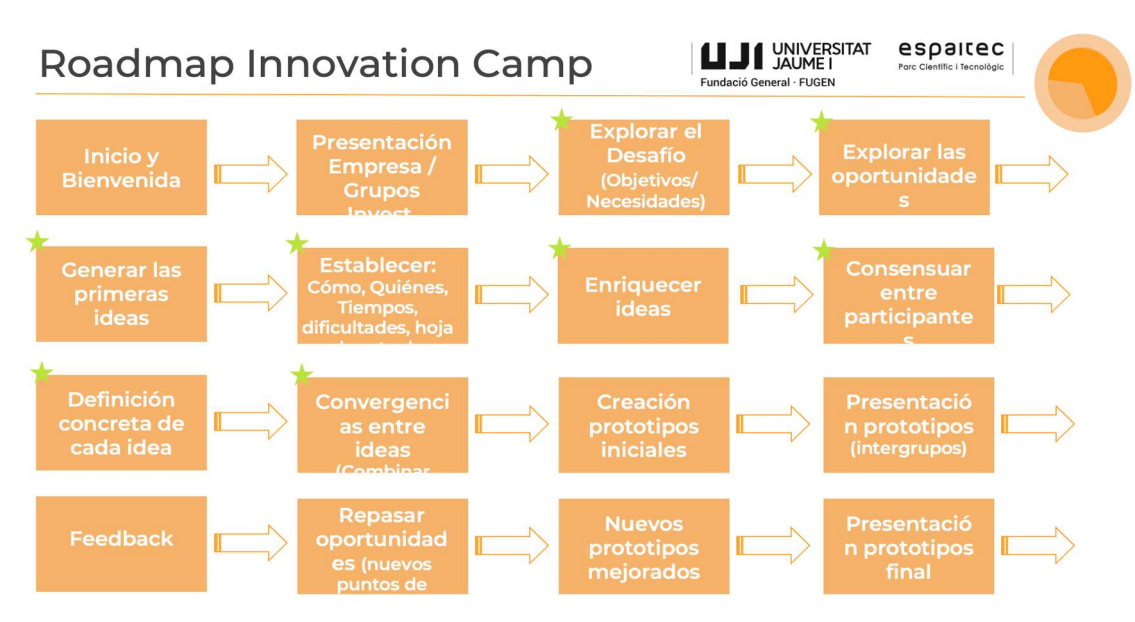 Roadmap Innovation Camp
UJI UNIVERSITAT
JAUME I
Fundació General · FUGEN
espaitec
Parc Científic i Tecnològic
Inicio y
Bienvenida
Presentación
Empresa /
Grupos
Invest
Explorar el
Desafío
(Objetivos/
Necesidades)
Explorar las
oportunidade
s
Generar las
primeras
ideas
Establecer:
Cómo, Quiénes,
Tiempos,
dificultades, hoja
Enriquecer
ideas
Consensuar
entre
participante
s
Definición
concreta de
cada idea
Convergenci
as entre
ideas
(Combinar
Creación
prototipos
iniciales
Presentació
n prototipos
(intergrupos)
Feedback
Repasar
oportunidad
es (nuevos
puntos de
Nuevos
prototipos
mejorados
Presentació
n prototipos
final